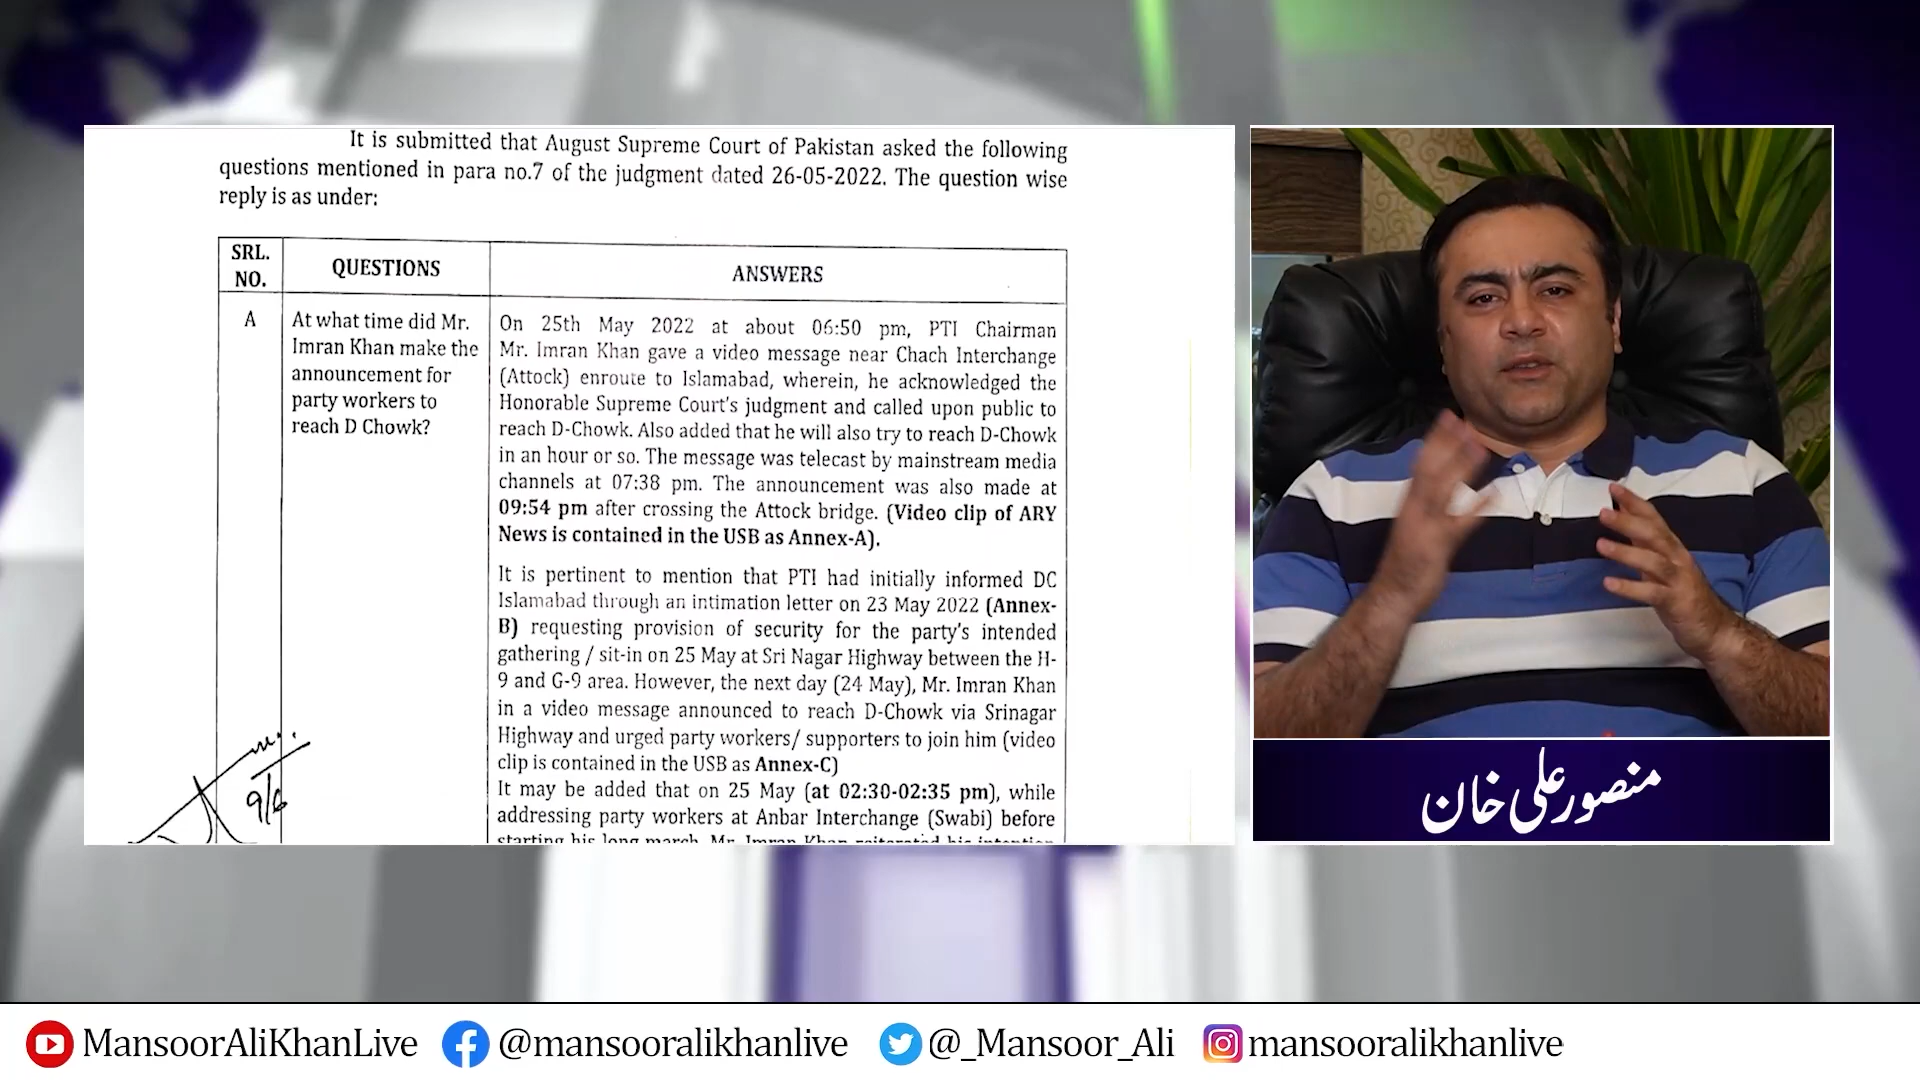 It is submitted that August Supreme Court of Pakistan asked the following
questions mentioned in para no.7 of the judgment dated 26-05-2022. The question wise
reply is as under:
SRL.
NO.
QUESTIONS
ANSWERS
A
At what time did Mr.
Imran Khan make the
announcement for
party workers to
reach D Chowk?
On 25th May 2022 at about 06:50 pm, PTI Chairman
Mr. Imran Khan gave a video message near Chach Interchange
(Attock) enroute to Islamabad, wherein, he acknowledged the
Honorable Supreme Court's judgment and called upon public to
reach D-Chowk. Also added that he will also try to reach D-Chowk
in an hour or so. The message was telecast by mainstream media
channels at 07:38 pm. The announcement was also made at
09:54 pm after crossing the Attock bridge. (Video clip of ARY
News is contained in the USB as Annex-A).
It is pertinent to mention that PTI had initially informed DC
Islamabad through an intimation letter on 23 May 2022 (Annex-
B) requesting provision of security for the party's intended
gathering / sit-in on 25 May at Sri Nagar Highway between the H-
9 and G-9 area. However, the next day (24 May), Mr. Imran Khan
in a video message announced to reach D-Chowk via Srinagar
Highway and urged party workers/ supporters to join him (video
clip is contained in the USB as Annex-C)
It may be added that on 25 May (at 02:30-02:35 pm), while
addressing party workers at Anbar Interchange (Swabi) before
starting his long march, Mr. Imran Khan reiterated his intention
9/6
منصور علی خان
MansoorAliKhanLive
@mansooralikhanlive
@_Mansoor_Ali
mansooralikhanlive